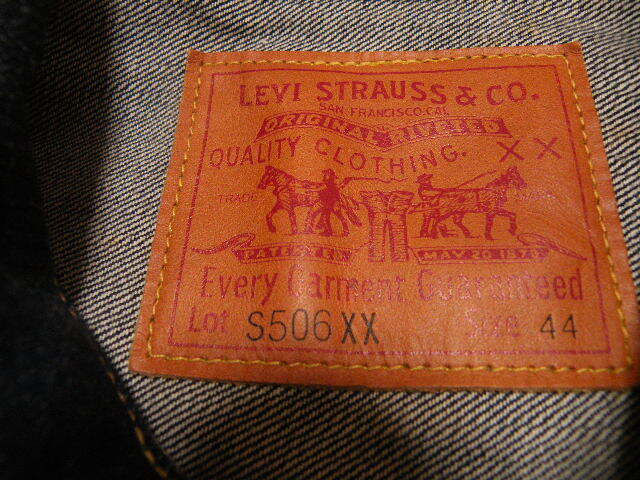 LEVI STRAUSS & CO.
SAN FRANCISCO.CAL
ORIGINAL RIVETED
QUALITY CLOTHING. XX
TRADE MARK
PATENTED MAY 20 1873
Every Garment Guaranteed
Lot S506XX Size 44